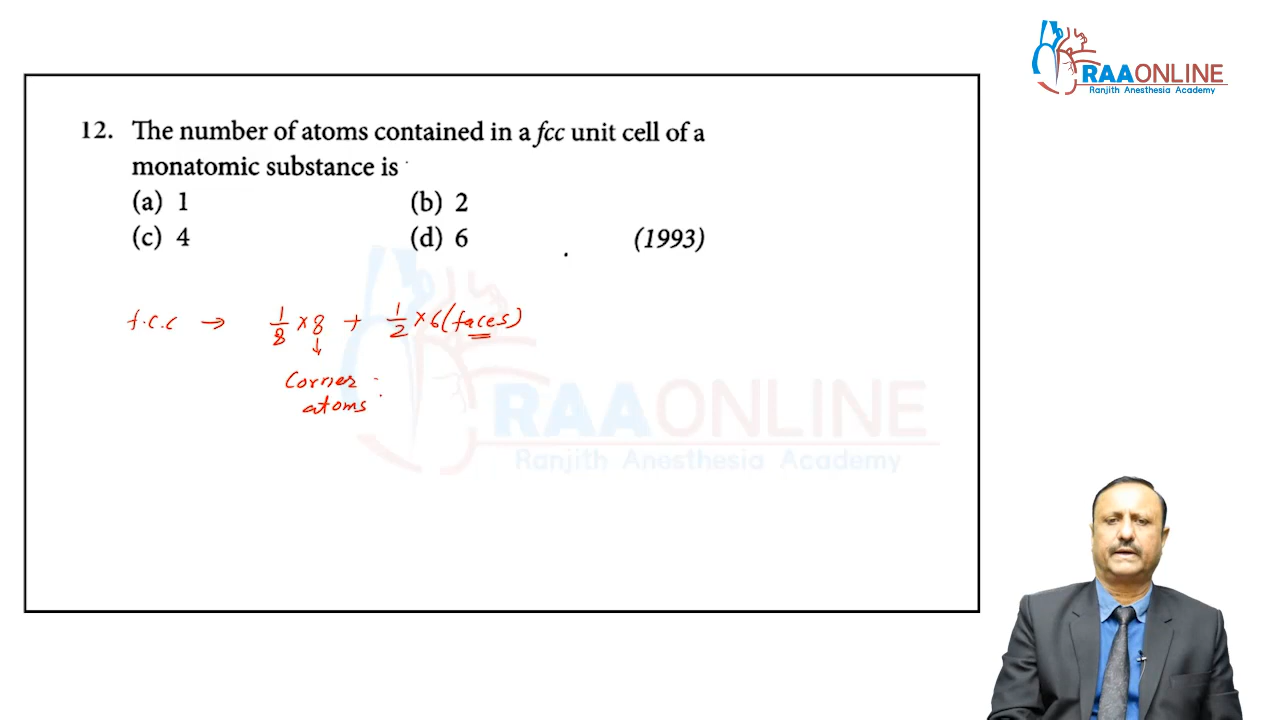 RAAONLINE
Ranjith Anesthesia Academy
12. The number of atoms contained in a fcc unit cell of a
monatomic substance is
(a) 1 (b) 2
(c) 4 (d) 6 (1993)
f.c.c → 1/8 × 8 + 1/2 × 6 (faces)
↓
Corner
atoms
RAAONLINE
Ranjith Anesthesia Academy